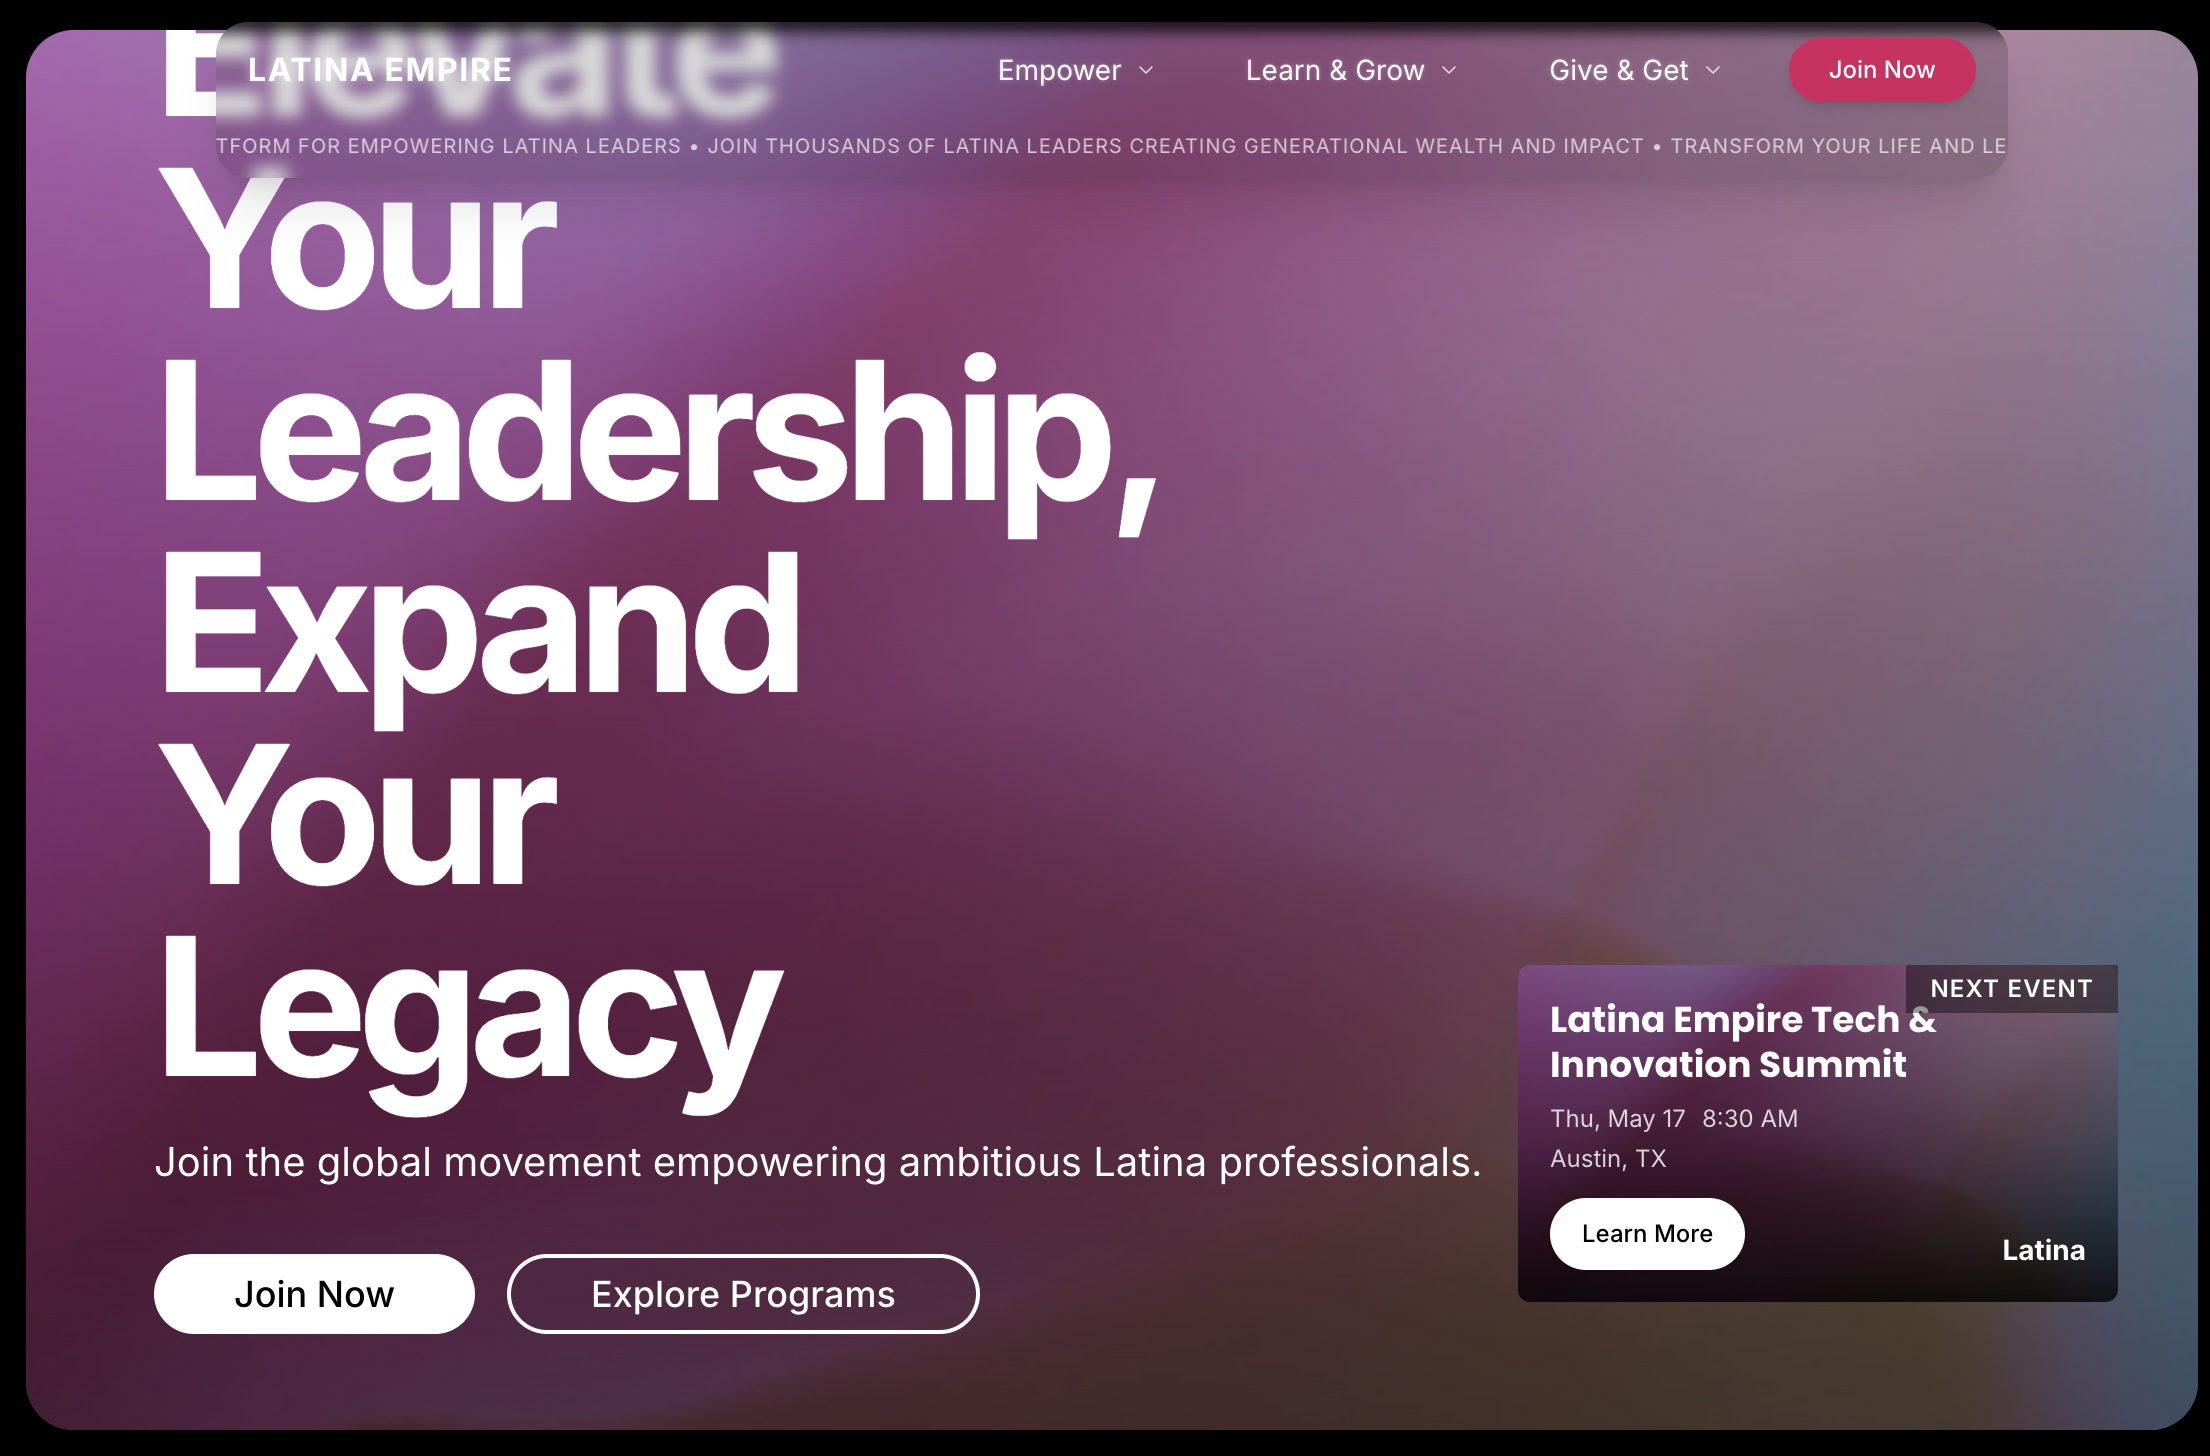 Elevate
LATINA EMPIRE
Empower
Learn & Grow
Give & Get
Join Now
TFORM FOR EMPOWERING LATINA LEADERS • JOIN THOUSANDS OF LATINA LEADERS CREATING GENERATIONAL WEALTH AND IMPACT • TRANSFORM YOUR LIFE AND LE
Your
Leadership,
Expand
Your
Legacy
Join the global movement empowering ambitious Latina professionals.
Join Now
Explore Programs
NEXT EVENT
Latina Empire Tech &
Innovation Summit
Thu, May 17 8:30 AM
Austin, TX
Learn More
Latina